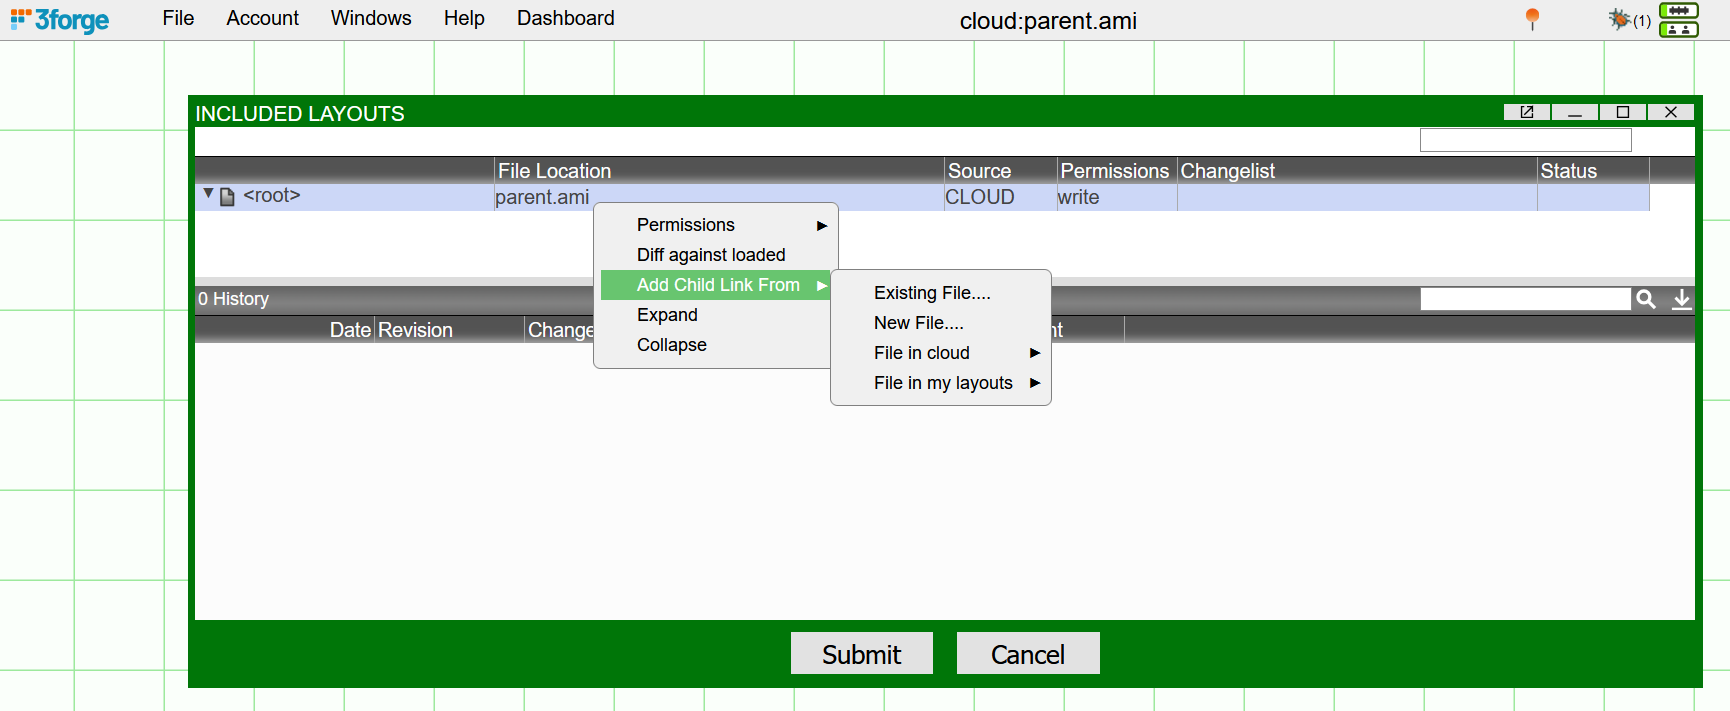 3forge File Account Windows Help Dashboard cloud:parent.ami (1)
INCLUDED LAYOUTS
File Location Source Permissions Changelist Status
<root> parent.ami CLOUD write
Permissions
Diff against loaded
Add Child Link From
Expand
Collapse
Existing File....
New File....
File in cloud
File in my layouts
0 History
Date Revision Change nt
Submit Cancel